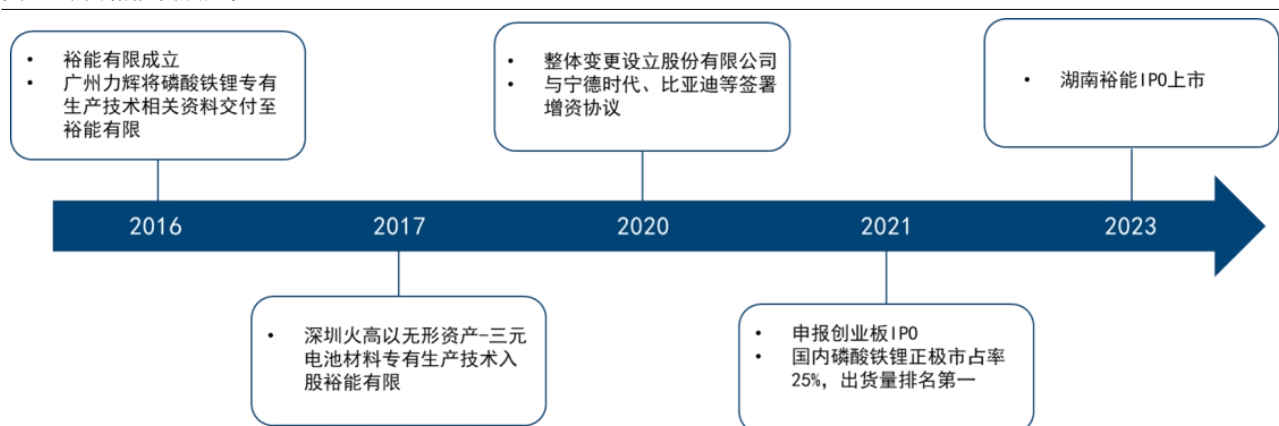 • 裕能有限成立
• 广州力辉将磷酸铁锂专有
生产技术相关资料交付至
裕能有限
• 整体变更设立股份有限公司
• 与宁德时代、比亚迪等签署
增资协议
• 湖南裕能IPO上市
2016
2017
2020
2021
2023
• 深圳火高以无形资产-三元
电池材料专有生产技术入
股裕能有限
• 申报创业板IPO
• 国内磷酸铁锂正极市占率
25%，出货量排名第一